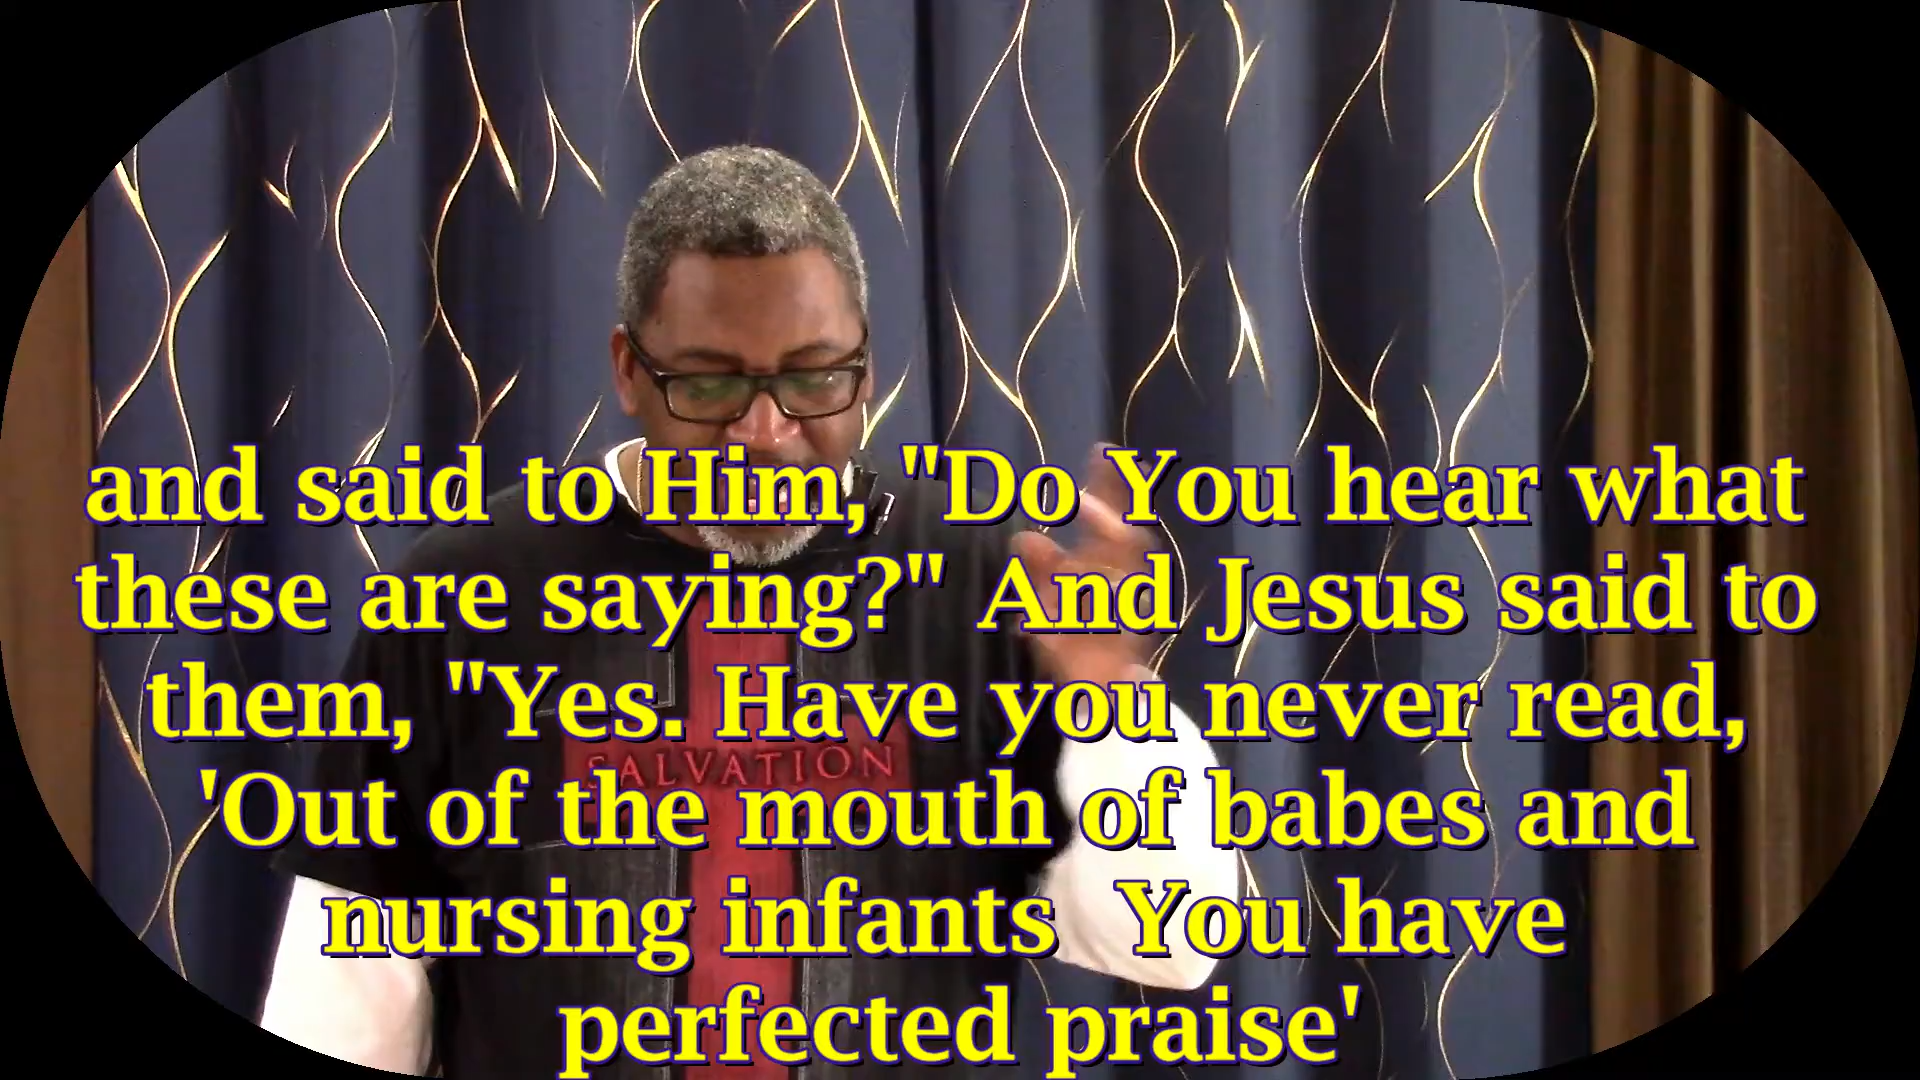 and said to Him, "Do You hear what
these are saying?" And Jesus said to
them, "Yes. Have you never read,
SALVATION
'Out of the mouth of babes and
nursing infants You have
perfected praise'